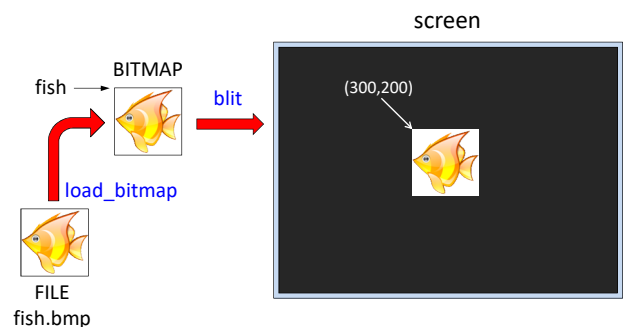 screen
BITMAP
fish
blit
(300,200)
load_bitmap
FILE
fish.bmp